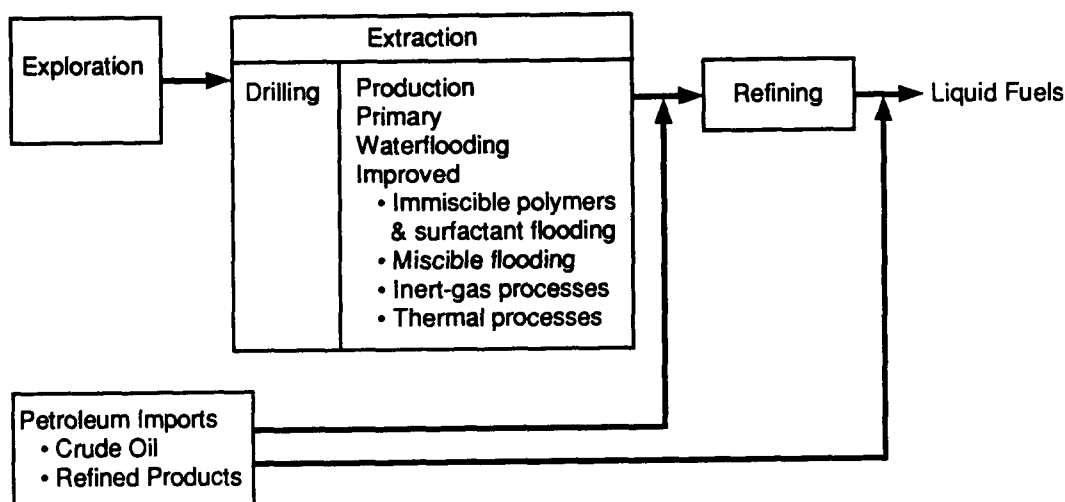 Exploration
Extraction
Drilling
Production
Primary
Waterflooding
Improved
• Immiscible polymers
& surfactant flooding
• Miscible flooding
• Inert-gas processes
• Thermal processes
Refining
Liquid Fuels
Petroleum Imports
• Crude Oil
• Refined Products